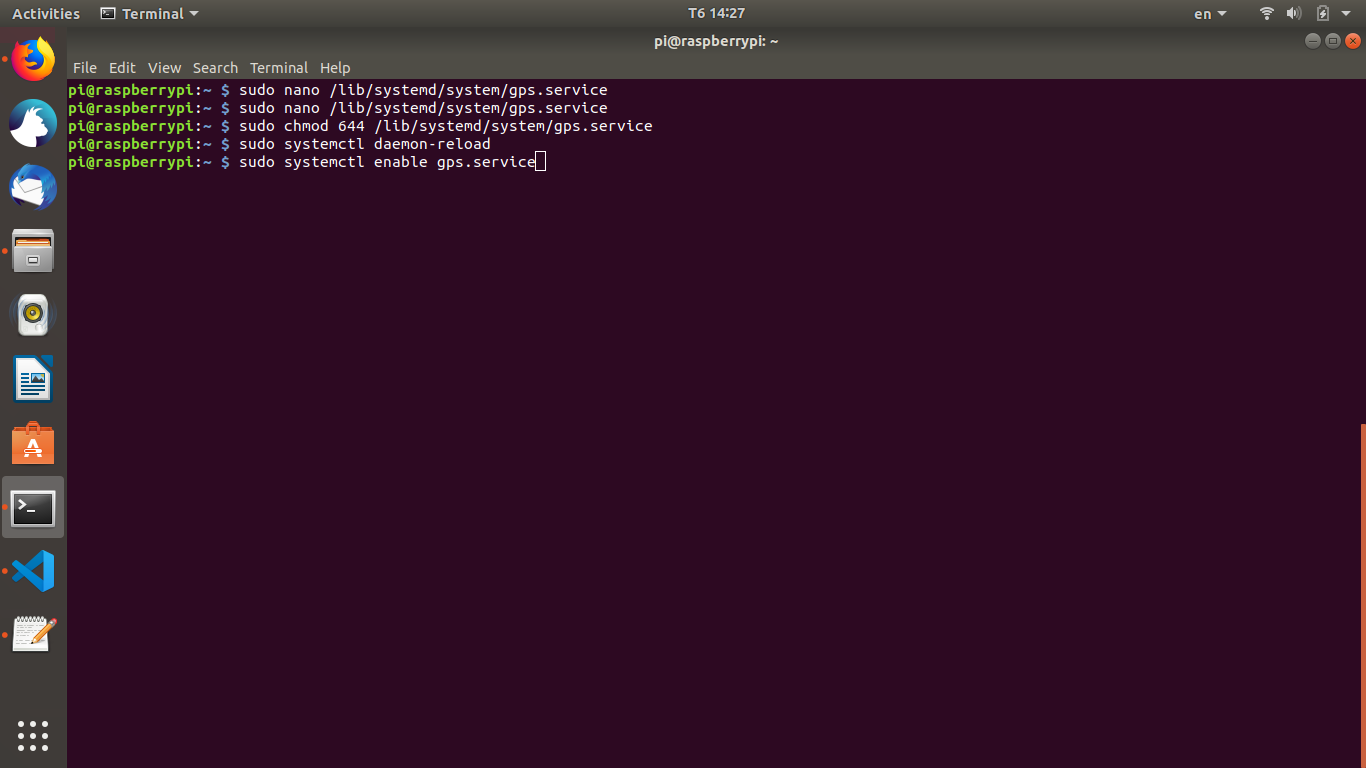 Activities Terminal T6 14:27 en
pi@raspberrypi: ~
File Edit View Search Terminal Help
pi@raspberrypi:~ $ sudo nano /lib/systemd/system/gps.service
pi@raspberrypi:~ $ sudo nano /lib/systemd/system/gps.service
pi@raspberrypi:~ $ sudo chmod 644 /lib/systemd/system/gps.service
pi@raspberrypi:~ $ sudo systemctl daemon-reload
pi@raspberrypi:~ $ sudo systemctl enable gps.service